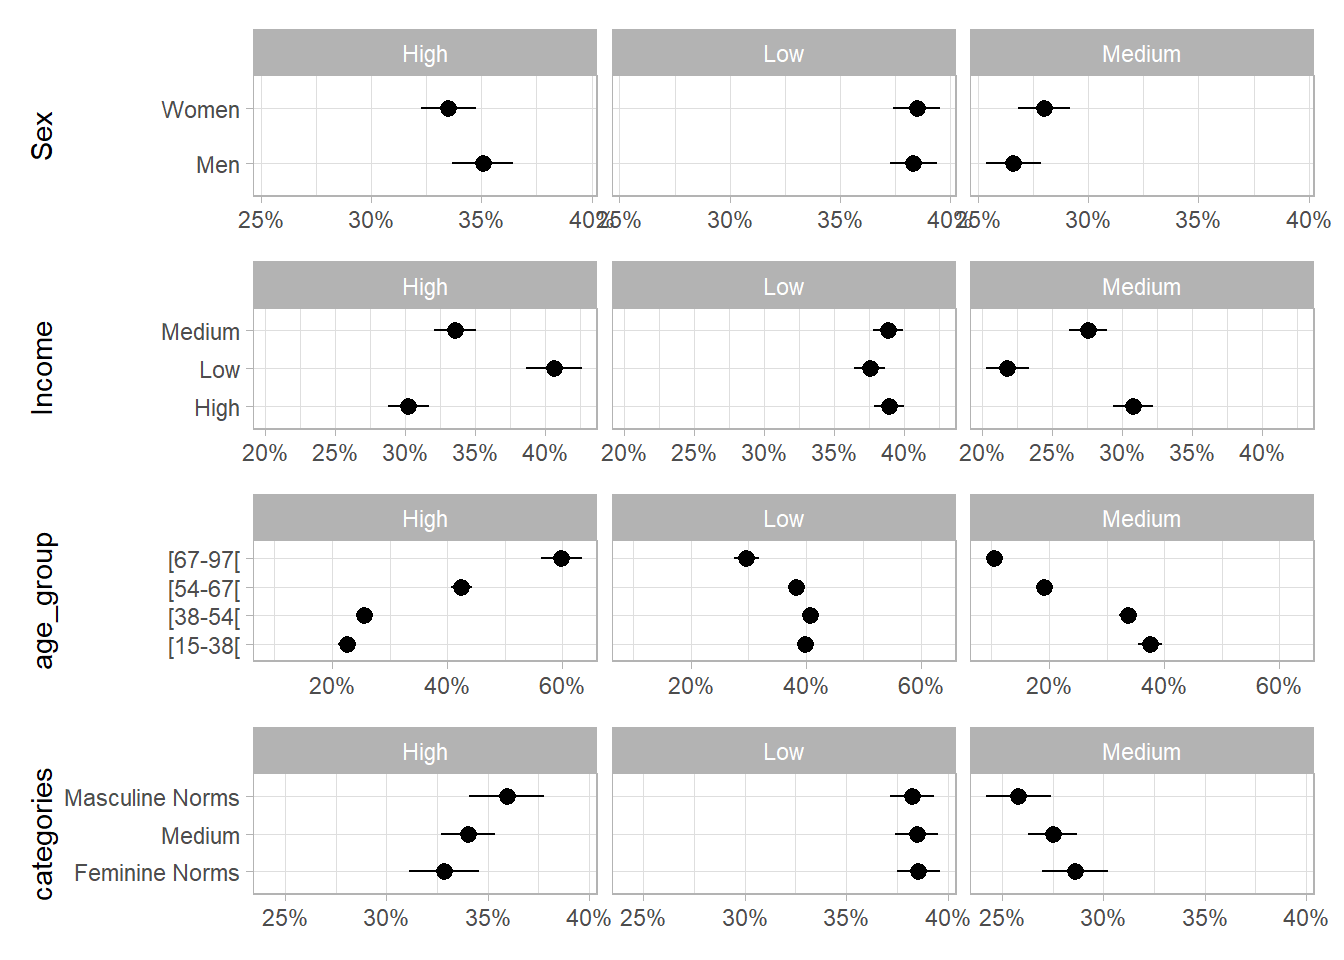 Sex
High
Low
Medium
Women
Men
25% 30% 35% 40%
25% 30% 35% 40%
25% 30% 35% 40%
Income
High
Low
Medium
Medium
Low
High
20% 25% 30% 35% 40%
20% 25% 30% 35% 40%
20% 25% 30% 35% 40%
age_group
High
Low
Medium
[67-97[
[54-67[
[38-54[
[15-38[
20% 40% 60%
20% 40% 60%
20% 40% 60%
categories
High
Low
Medium
Masculine Norms
Medium
Feminine Norms
25% 30% 35% 40%
25% 30% 35% 40%
25% 30% 35% 40%